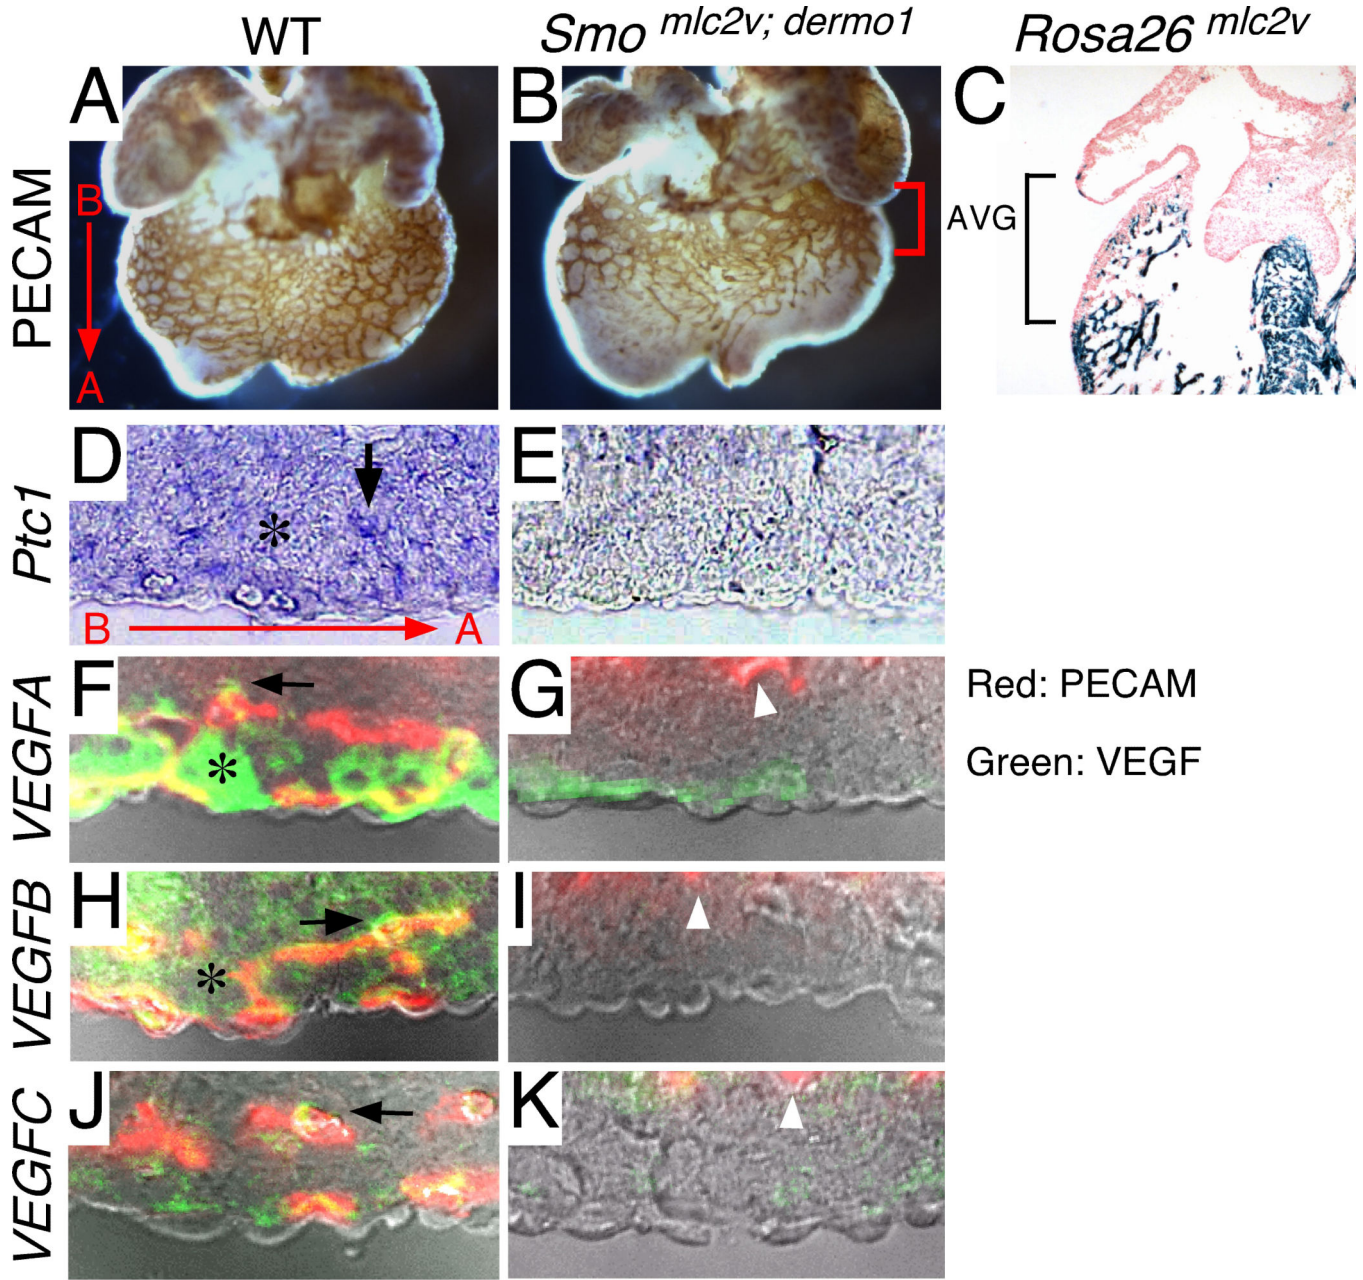 WT
Smo mlc2v; dermo1
Rosa26 mlc2v
PECAM
A
B
A
B
C
AVG
Ptc1
D
*
B
A
E
VEGFA
F
*
G
Red: PECAM
Green: VEGF
VEGFB
H
*
I
VEGFC
J
K